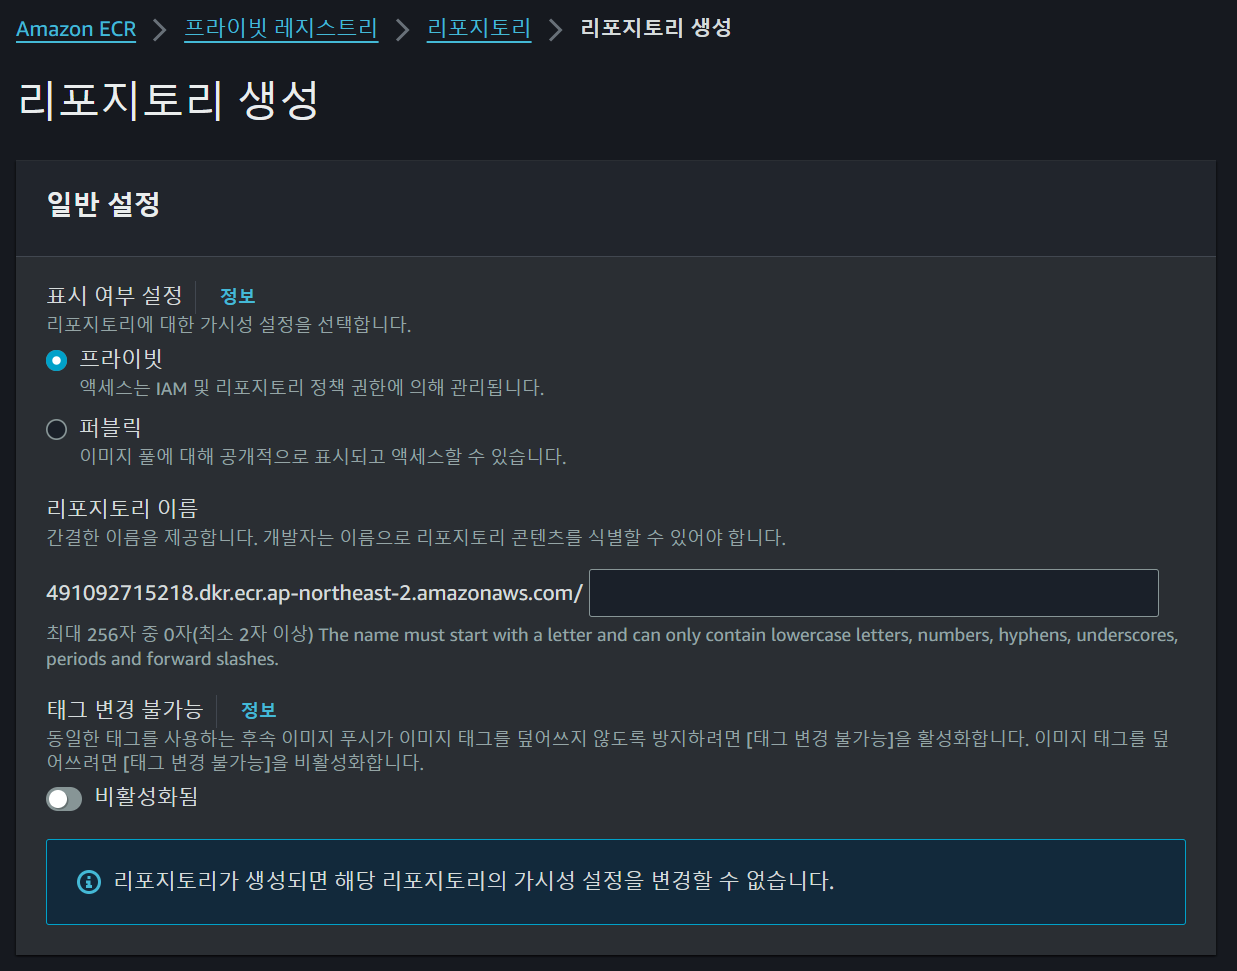 Amazon ECR > 프라이빗 레지스트리 > 리포지토리 > 리포지토리 생성
리포지토리 생성
일반 설정
표시 여부 설정 정보
리포지토리에 대한 가시성 설정을 선택합니다.
프라이빗
액세스는 IAM 및 리포지토리 정책 권한에 의해 관리됩니다.
퍼블릭
이미지 풀에 대해 공개적으로 표시되고 액세스할 수 있습니다.
리포지토리 이름
간결한 이름을 제공합니다. 개발자는 이름으로 리포지토리 콘텐츠를 식별할 수 있어야 합니다.
491092715218.dkr.ecr.ap-northeast-2.amazonaws.com/
최대 256자 중 0자(최소 2자 이상) The name must start with a letter and can only contain lowercase letters, numbers, hyphens, underscores,
periods and forward slashes.
태그 변경 불가능 정보
동일한 태그를 사용하는 후속 이미지 푸시가 이미지 태그를 덮어쓰지 않도록 방지하려면 [태그 변경 불가능]을 활성화합니다. 이미지 태그를 덮
어쓰려면 [태그 변경 불가능]을 비활성화합니다.
비활성화됨
리포지토리가 생성되면 해당 리포지토리의 가시성 설정을 변경할 수 없습니다.